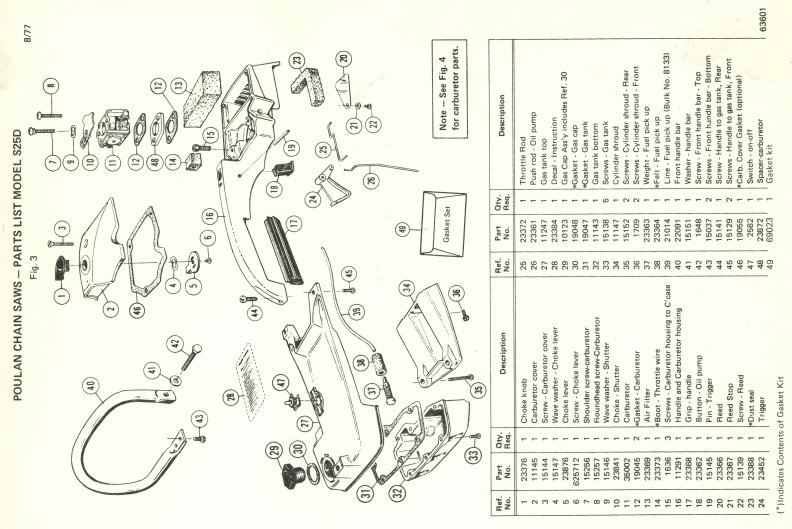 8/77
POULAN CHAIN SAWS — PARTS LIST MODEL S25D
Fig. 3
Note — See Fig. 4
for carburetor parts.
Gasket Set
Ref. No. Part No. Qty. Req. Description
1 23376 1 Choke knob
2 11145 1 Carburetor cover
3 15144 1 Screw - Carburetor cover
4 15147 1 Wave washer - Choke lever
5 23876 1 Choke lever
6 625712 1 Screw - Choke lever
7 15256 1 Shoulder screw-carburetor
8 15257 1 Roundhead screw-Carburetor
9 15146 1 Wave washer - Shutter
10 23841 1 Choke - Shutter
11 35002 1 Carburetor
12 19045 2 *Gasket - Carburetor
13 23369 1 Air Filter
14 23373 1 *Boot - Throttle wire
15 1636 3 Screws - Carburetor housing to C'case
16 11291 1 Handle and Carburetor housing
17 23368 1 Grip - handle
18 23362 1 Button - Oil pump
19 15145 1 Pin - Trigger
20 23366 1 Reed
21 23367 1 Reed Stop
22 15139 1 Screw - Reed
23 23388 1 *Dust seal
24 23452 1 Trigger
Ref. No. Part No. Qty. Req. Description
25 23372 1 Throttle Rod
26 23361 1 Push rod - Oil pump
27 11247 1 Gas tank top
28 23384 1 Decal - Instruction
29 10123 1 Gas Cap Ass'y includes Ref. 30
30 19048 1 *Gasket - Gas cap
31 19047 1 *Gasket - Gas tank
32 11143 1 Gas tank bottom
33 15138 5 Screws - Gas tank
34 11147 1 Cylinder shroud
35 15152 2 Screws - Cylinder shroud - Rear
36 1709 2 Screws - Cylinder shroud - Front
37 23363 1 Weight - Fuel pick up
38 23364 1 *Felt - Fuel pick up
39 21014 1 Line - Fuel pick up (Bulk No. 8133)
40 22091 1 Front handle bar
41 15151 1 Washer - handle bar
42 1648 1 Screw - Front handle bar - Top
43 15037 2 Screws - Front handle bar - Bottom
44 15141 1 Screw - Handle to gas tank, Rear
45 15129 2 Screws - Handle to gas tank, Front
46 19055 1 *Carb. Cover Gasket (optional)
47 2582 1 Switch - on-off
48 23872 1 Spacer-carburetor
49 69023 1 Gasket kit
(*)Indicates Contents of Gasket Kit
63601